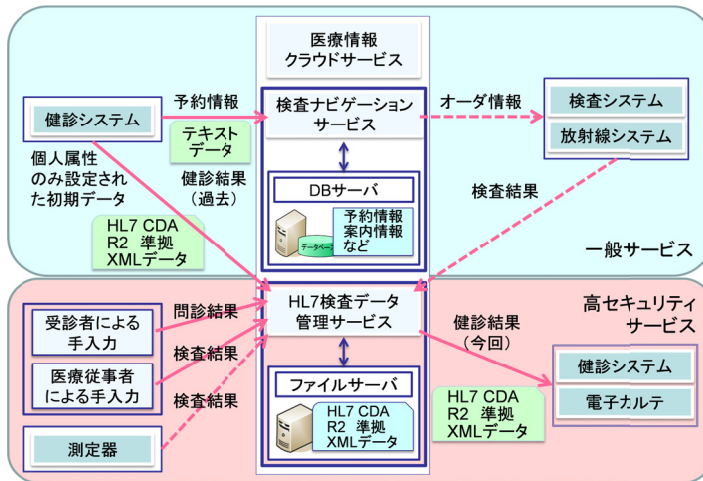 医療情報
クラウドサービス
健診システム
予約情報
テキスト
データ
検査ナビゲーション
サービス
オーダ情報
検査システム
放射線システム
個人属性
のみ設定され
た初期データ
健診結果
(過去)
HL7 CDA
R2 準拠
XMLデータ
DBサーバ
データベース
予約情報
案内情報
など
検査結果
一般サービス
受診者による
手入力
医療従事者
による手入力
測定器
問診結果
検査結果
検査結果
HL7検査データ
管理サービス
ファイルサーバ
HL7 CDA
R2 準拠
XMLデータ
健診結果
(今回)
HL7 CDA
R2 準拠
XMLデータ
高セキュリティ
サービス
健診システム
電子カルテ